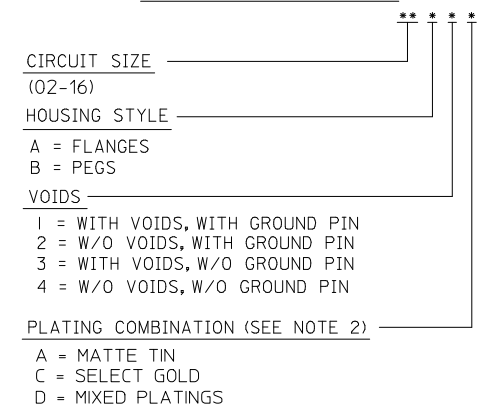 ** * * *
CIRCUIT SIZE
(02-16)
HOUSING STYLE
A = FLANGES
B = PEGS
VOIDS
1 = WITH VOIDS, WITH GROUND PIN
2 = W/O VOIDS, WITH GROUND PIN
3 = WITH VOIDS, W/O GROUND PIN
4 = W/O VOIDS, W/O GROUND PIN
PLATING COMBINATION (SEE NOTE 2)
A = MATTE TIN
C = SELECT GOLD
D = MIXED PLATINGS